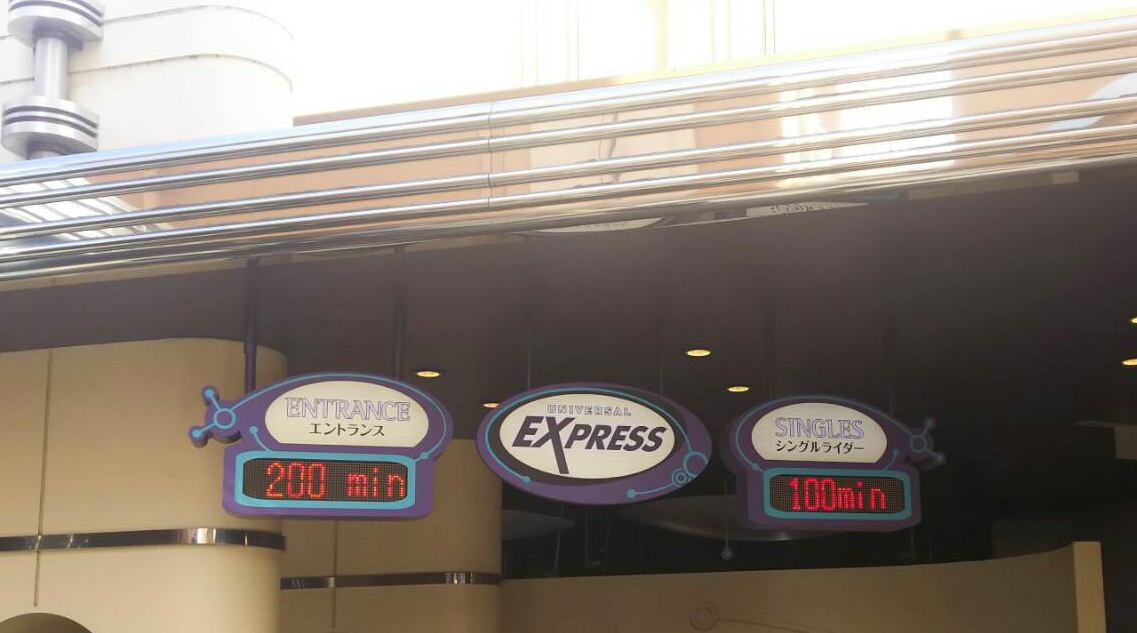 ENTRANCE
エントランス
200 min
UNIVERSAL
EXPRESS
SINGLES
シングルライダー
100min